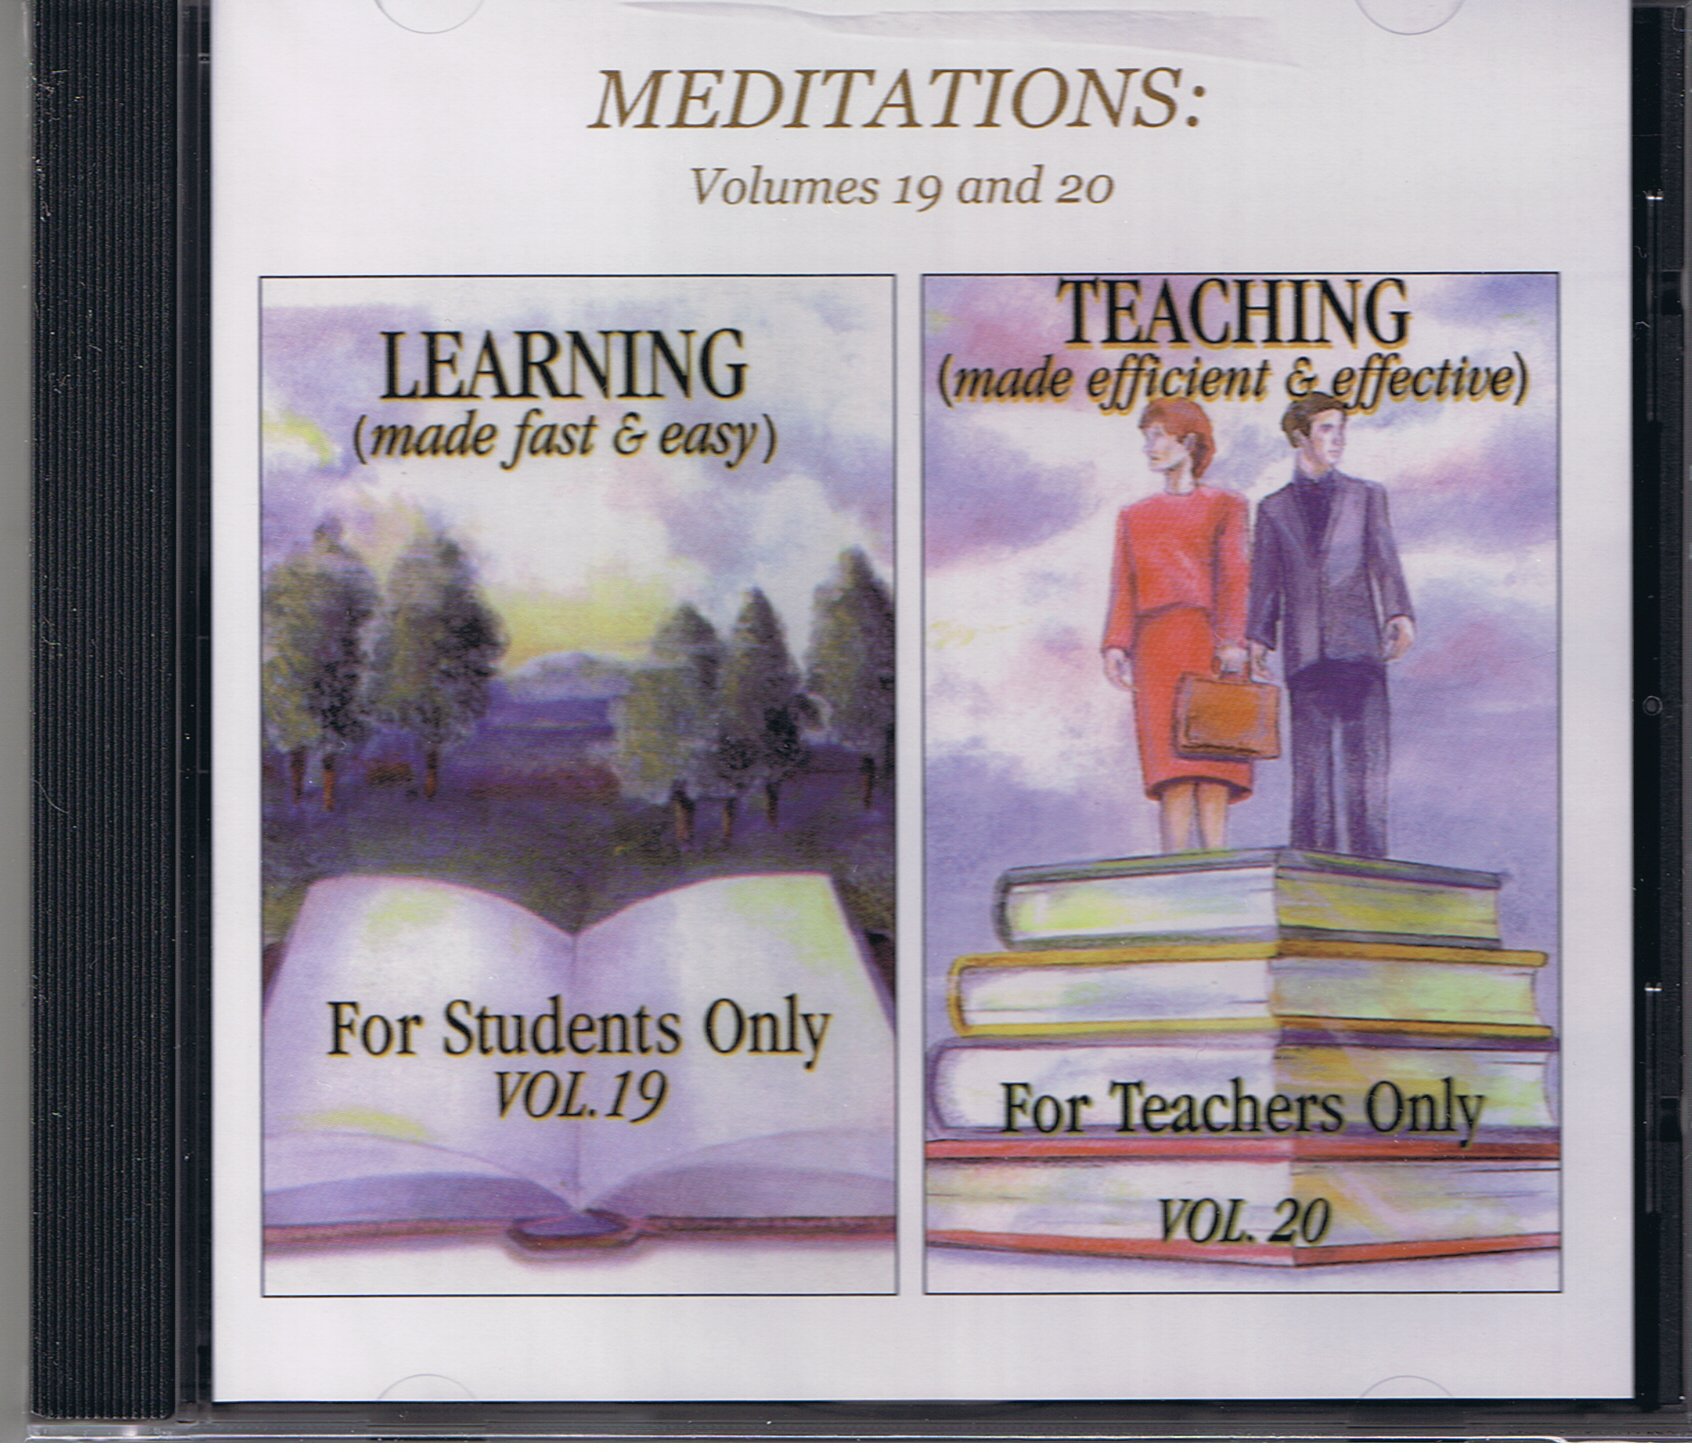 MEDITATIONS:
Volumes 19 and 20
LEARNING
(made fast & easy)
For Students Only
VOL. 19
TEACHING
(made efficient & effective)
For Teachers Only
VOL. 20